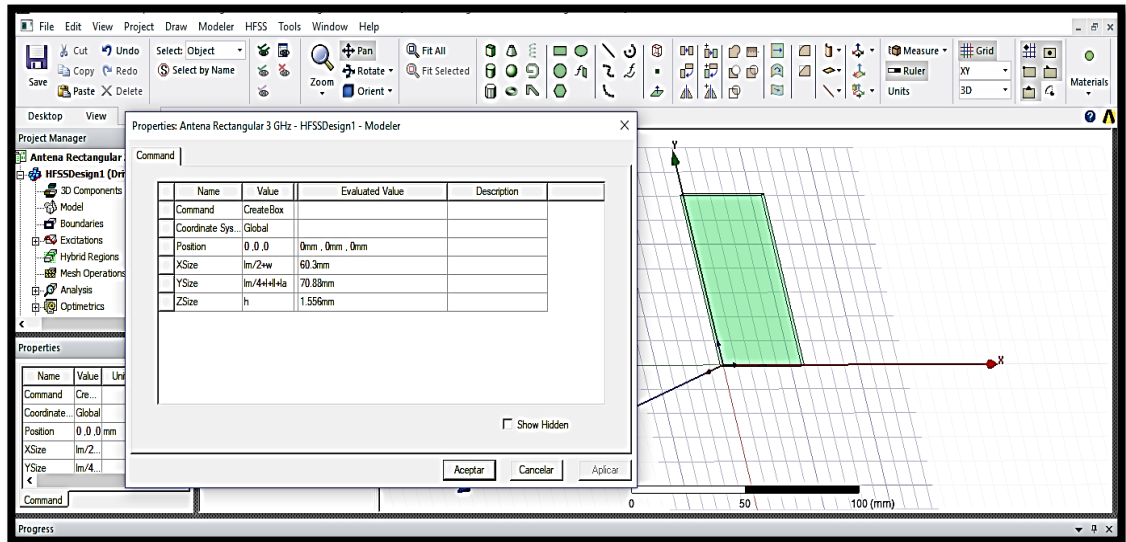 File Edit View Project Draw Modeler HFSS Tools Window Help
Save
Cut Undo
Copy Redo
Paste Delete
Select: Object
Select by Name
Zoom
Pan
Rotate
Orient
Fit All
Fit Selected
Measure
Ruler
Units
Grid
XY
3D
Materials
Desktop View
Project Manager
Antena Rectangular
HFSSDesign1 (Dri
3D Components
Model
Boundaries
Excitations
Hybrid Regions
Mesh Operations
Analysis
Optimetrics
Properties
Name Value Uni
Command Cre...
Coordinate... Global
Position 0 ,0 ,0 mm
XSize lm/2...
YSize lm/4...
Command
Progress
Properties: Antena Rectangular 3 GHz - HFSSDesign1 - Modeler
Command
Name Value Evaluated Value Description
Command CreateBox
Coordinate Sys... Global
Position 0 ,0 ,0 0mm , 0mm , 0mm
XSize lm/2+w 60.3mm
YSize lm/4+l+ll+la 70.88mm
ZSize h 1.556mm
Show Hidden
Aceptar Cancelar Aplicar
Y
X
0 50 100 (mm)